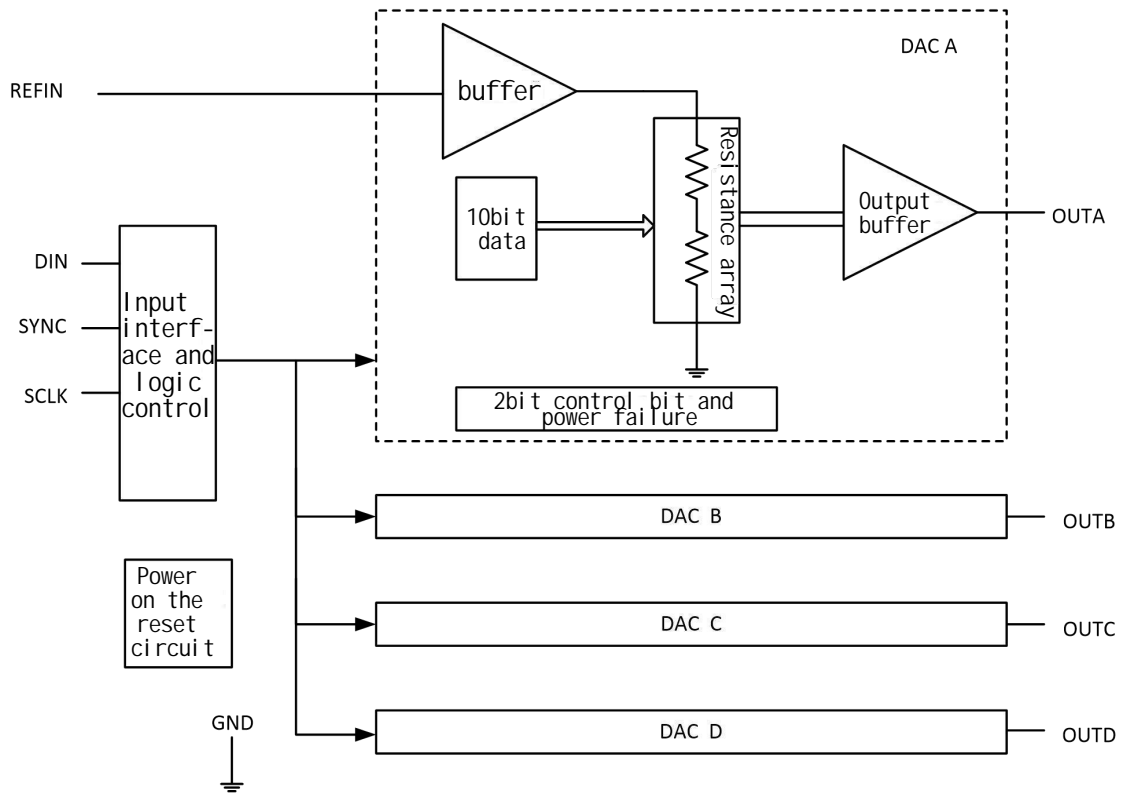 DAC A
REFIN
buffer
Resistance array
10bit
data
Output
buffer
OUTA
DIN
SYNC
SCLK
Input
interf-
ace and
logic
control
2bit control bit and
power failure
DAC B
OUTB
Power
on the
reset
circuit
DAC C
OUTC
GND
DAC D
OUTD